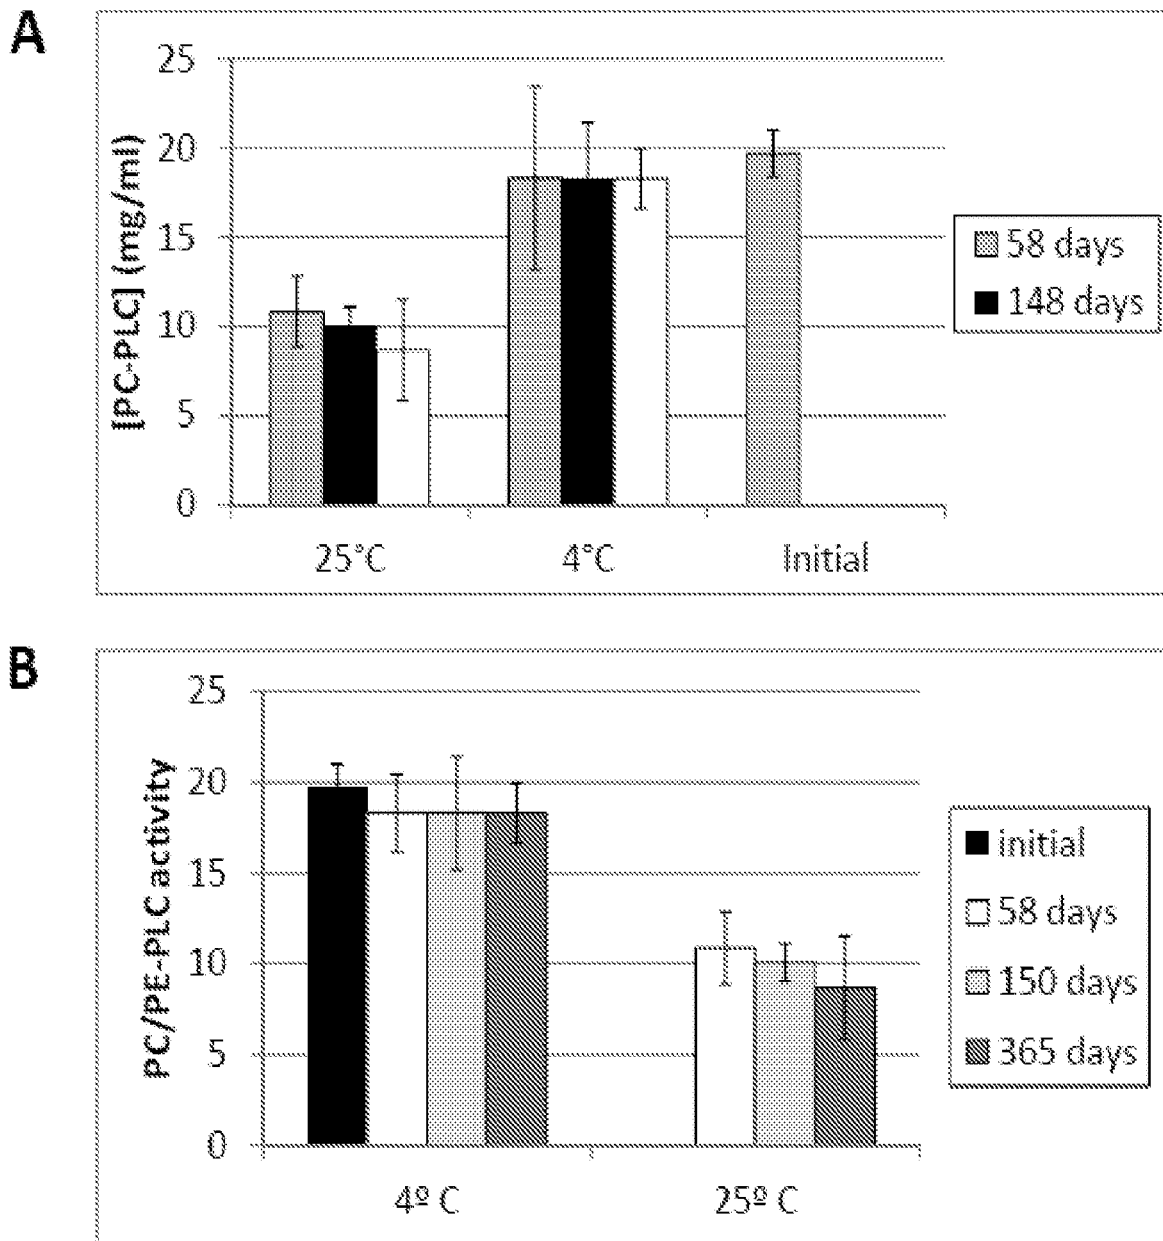 A
[PC-PLC] (mg/ml)
25
20
15
10
5
0
25°C 4°C Initial
58 days
148 days
B
PC/PE-PLC activity
25
20
15
10
5
0
4º C 25º C
initial
58 days
150 days
365 days